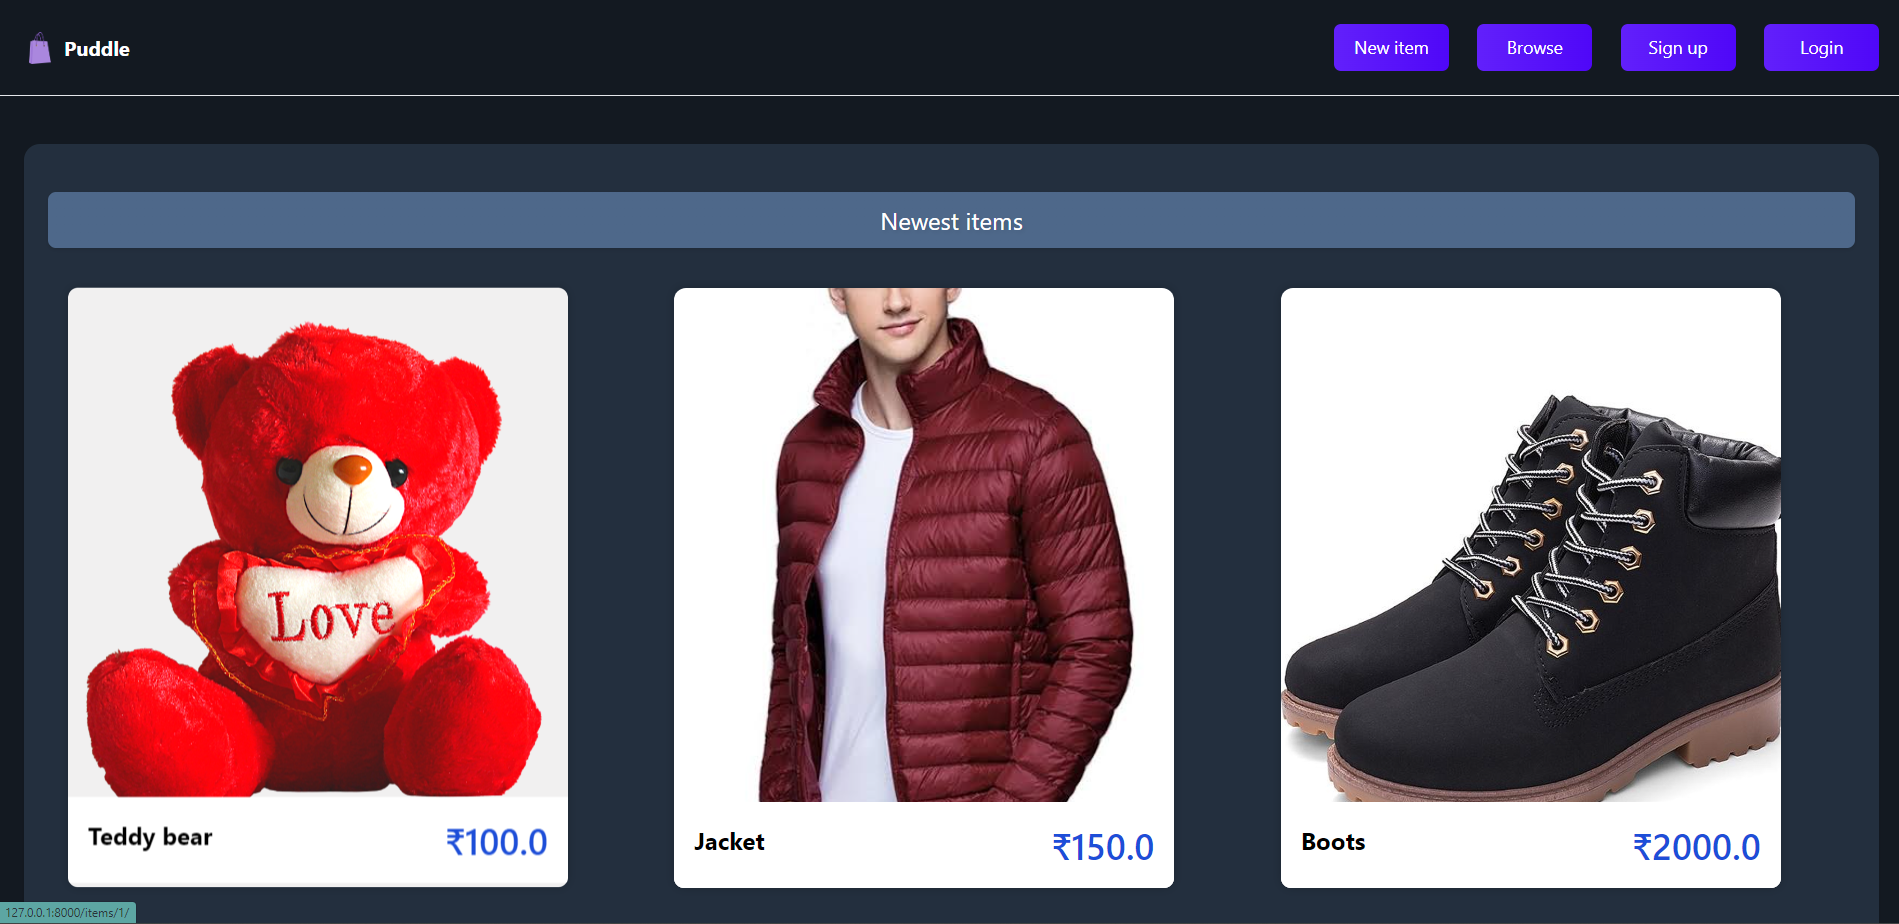 Puddle
New item
Browse
Sign up
Login
Newest items
Love
Teddy bear
₹100.0
Jacket
₹150.0
Boots
₹2000.0
127.0.0.1:8000/items/1/